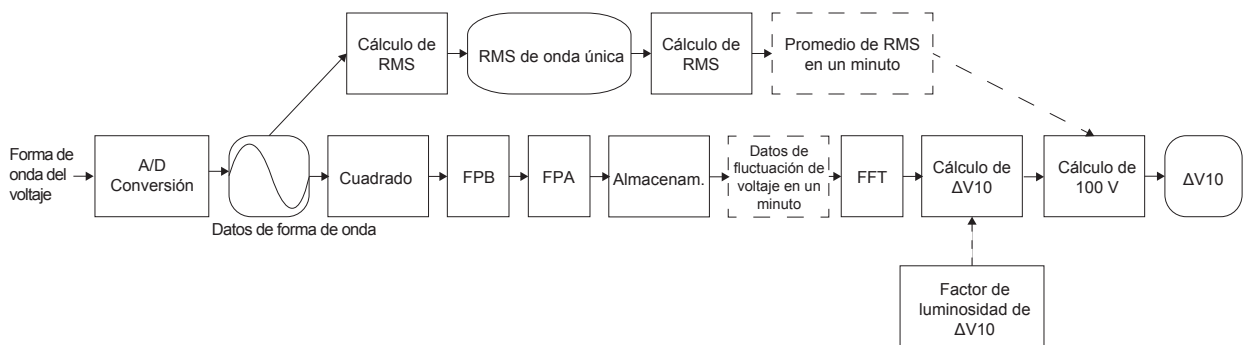 Cálculo de
RMS
RMS de onda única
Cálculo de
RMS
Promedio de RMS
en un minuto
Forma de
onda del
voltaje
A/D
Conversión
Datos de forma de onda
Cuadrado
FPB
FPA
Almacenam.
Datos de
fluctuación de
voltaje en un
minuto
FFT
Cálculo de
ΔV10
Cálculo de
100 V
ΔV10
Factor de
luminosidad de
ΔV10